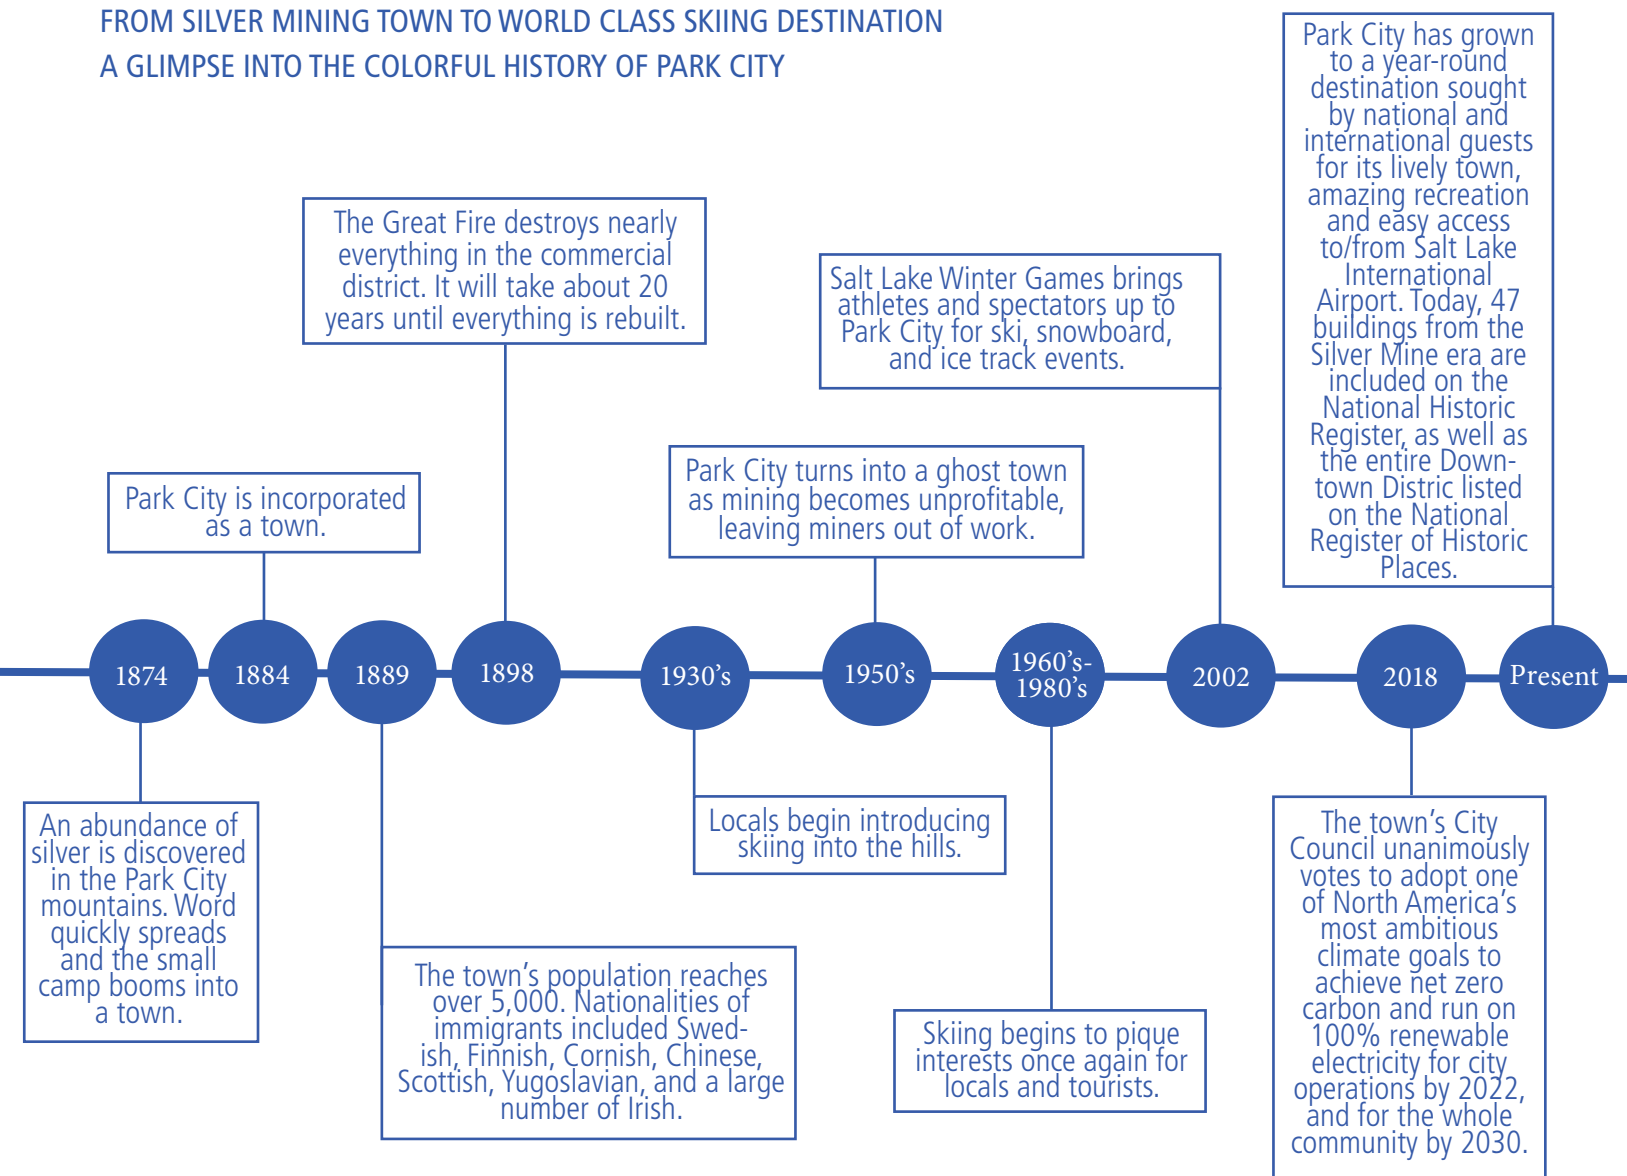 FROM SILVER MINING TOWN TO WORLD CLASS SKIING DESTINATION
A GLIMPSE INTO THE COLORFUL HISTORY OF PARK CITY
Park City has grown
to a year-round
destination sought
by national and
international guests
for its lively town,
amazing recreation
and easy access
to/from Salt Lake
International
Airport. Today, 47
buildings from the
Silver Mine era are
included on the
National Historic
Register, as well as
the entire Down-
town Distric listed
on the National
Register of Historic
Places.
The Great Fire destroys nearly
everything in the commercial
district. It will take about 20
years until everything is rebuilt.
Salt Lake Winter Games brings
athletes and spectators up to
Park City for ski, snowboard,
and ice track events.
Park City turns into a ghost town
as mining becomes unprofitable,
leaving miners out of work.
Park City is incorporated
as a town.
1874
1884
1889
1898
1930's
1950's
1960's-
1980's
2002
2018
Present
An abundance of
silver is discovered
in the Park City
mountains. Word
quickly spreads
and the small
camp booms into
a town.
The town's population reaches
over 5,000. Nationalities of
immigrants included Swed-
ish, Finnish, Cornish, Chinese,
Scottish, Yugoslavian, and a large
number of Irish.
Locals begin introducing
skiing into the hills.
Skiing begins to pique
interests once again for
locals and tourists.
The town's City
Council unanimously
votes to adopt one
of North America's
most ambitious
climate goals to
achieve net zero
carbon and run on
100% renewable
electricity for city
operations by 2022,
and for the whole
community by 2030.